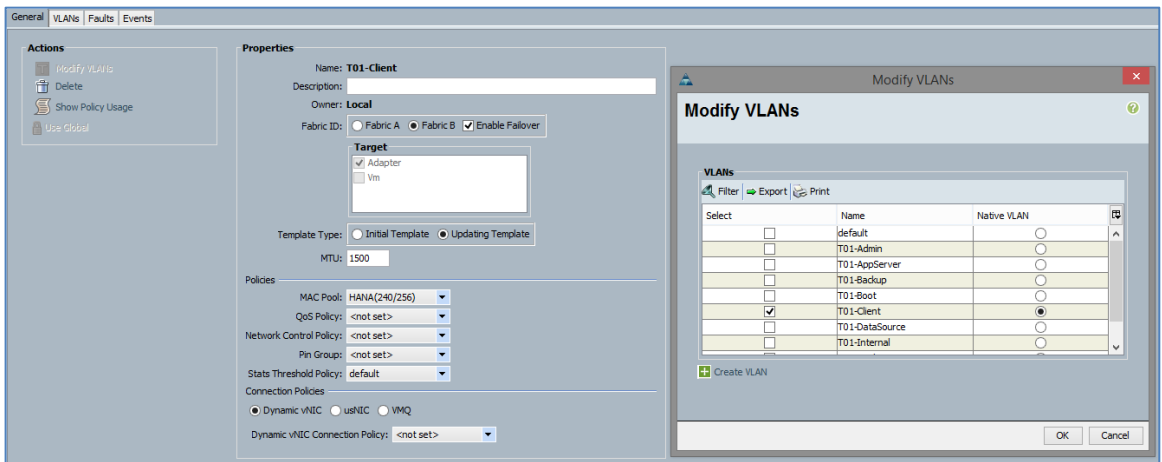 General VLANs Faults Events
Actions
Modify VLANs
Delete
Show Policy Usage
Use Global
Properties
Name: T01-Client
Description:
Owner: Local
Fabric ID: Fabric A Fabric B Enable Failover
Target
Adapter
Vm
Template Type: Initial Template Updating Template
MTU: 1500
Policies
MAC Pool: HANA(240/256)
QoS Policy: <not set>
Network Control Policy: <not set>
Pin Group: <not set>
Stats Threshold Policy: default
Connection Policies
Dynamic vNIC usNIC VMQ
Dynamic vNIC Connection Policy: <not set>
Modify VLANs
Modify VLANs
VLANs
Filter Export Print
Select Name Native VLAN
default
T01-Admin
T01-AppServer
T01-Backup
T01-Boot
T01-Client
T01-DataSource
T01-Internal
Create VLAN
OK Cancel